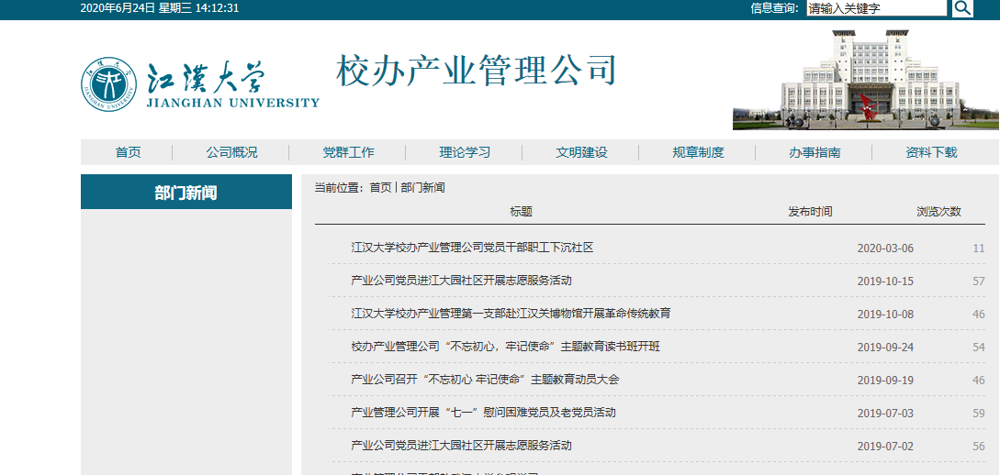 2020年6月24日 星期三 14:12:31 信息查询: 请输入关键字
江漢大学 校办产业管理公司
JIANGHAN UNIVERSITY
首页 公司概况 党群工作 理论学习 文明建设 规章制度 办事指南 资料下载
部门新闻
当前位置：首页 | 部门新闻
标题 发布时间 浏览次数
江汉大学校办产业管理公司党员干部职工下沉社区 2020-03-06 11
产业公司党员进江大园社区开展志愿服务活动 2019-10-15 57
江汉大学校办产业管理第一支部赴江汉关博物馆开展革命传统教育 2019-10-08 46
校办产业管理公司“不忘初心，牢记使命”主题教育读书班开班 2019-09-24 54
产业公司召开“不忘初心 牢记使命”主题教育动员大会 2019-09-19 46
产业管理公司开展“七一”慰问困难党员及老党员活动 2019-07-03 59
产业公司党员进江大园社区开展志愿服务活动 2019-07-02 56